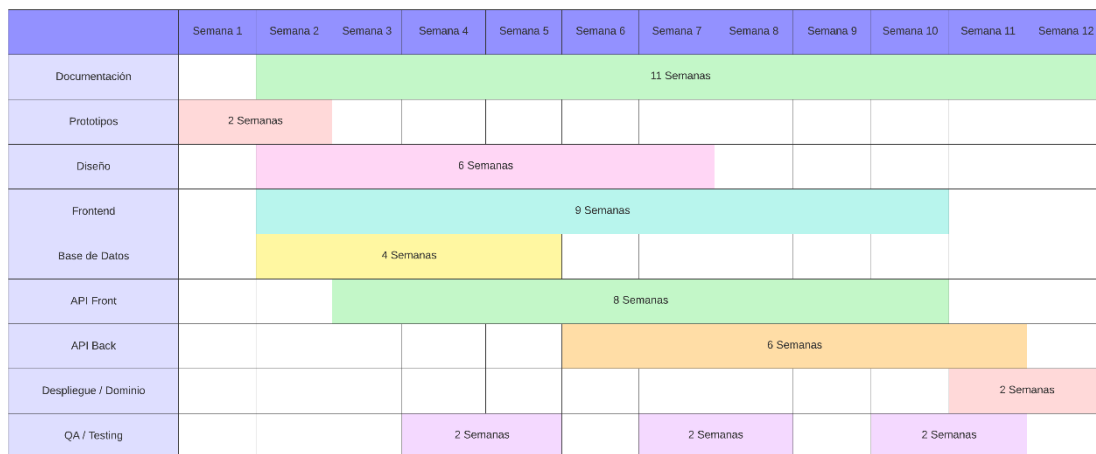 Semana 1 Semana 2 Semana 3 Semana 4 Semana 5 Semana 6 Semana 7 Semana 8 Semana 9 Semana 10 Semana 11 Semana 12
Documentación 11 Semanas
Prototipos 2 Semanas
Diseño 6 Semanas
Frontend 9 Semanas
Base de Datos 4 Semanas
API Front 8 Semanas
API Back 6 Semanas
Despliegue / Dominio 2 Semanas
QA / Testing 2 Semanas 2 Semanas 2 Semanas